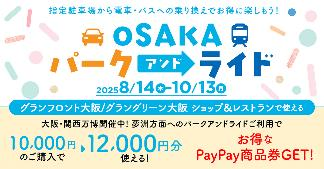 指定駐車場から電車・バスへの乗り換えでお得に楽しもう！
OSAKA
パーク アンド ライド
2025 8/14木-10/13月
グランフロント大阪/グラングリーン大阪 ショップ&レストランで使える
大阪・関西万博開催中！夢洲方面へのパークアンドライドご利用で
10,000円のご購入で 12,000円分使える！
お得なPayPay商品券GET!